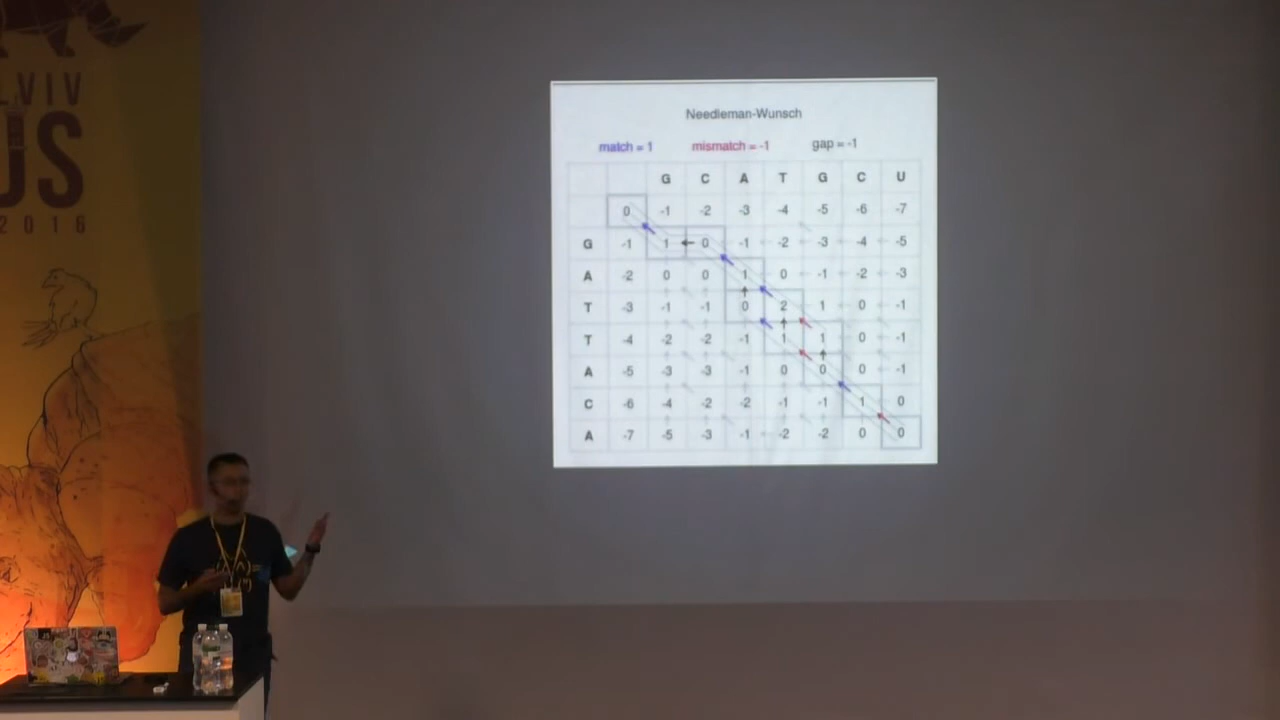 LVIV
JS
2016
Needleman-Wunsch
match = 1 mismatch = -1 gap = -1
G C A T G C U
0 -1 -2 -3 -4 -5 -6 -7
G -1 1 0 -1 -2 -3 -4 -5
A -2 0 0 1 0 -1 -2 -3
T -3 -1 -1 0 2 1 0 -1
T -4 -2 -2 -1 1 1 0 -1
A -5 -3 -3 -1 0 0 0 -1
C -6 -4 -2 -2 -1 -1 1 0
A -7 -5 -3 -1 -2 -2 0 0